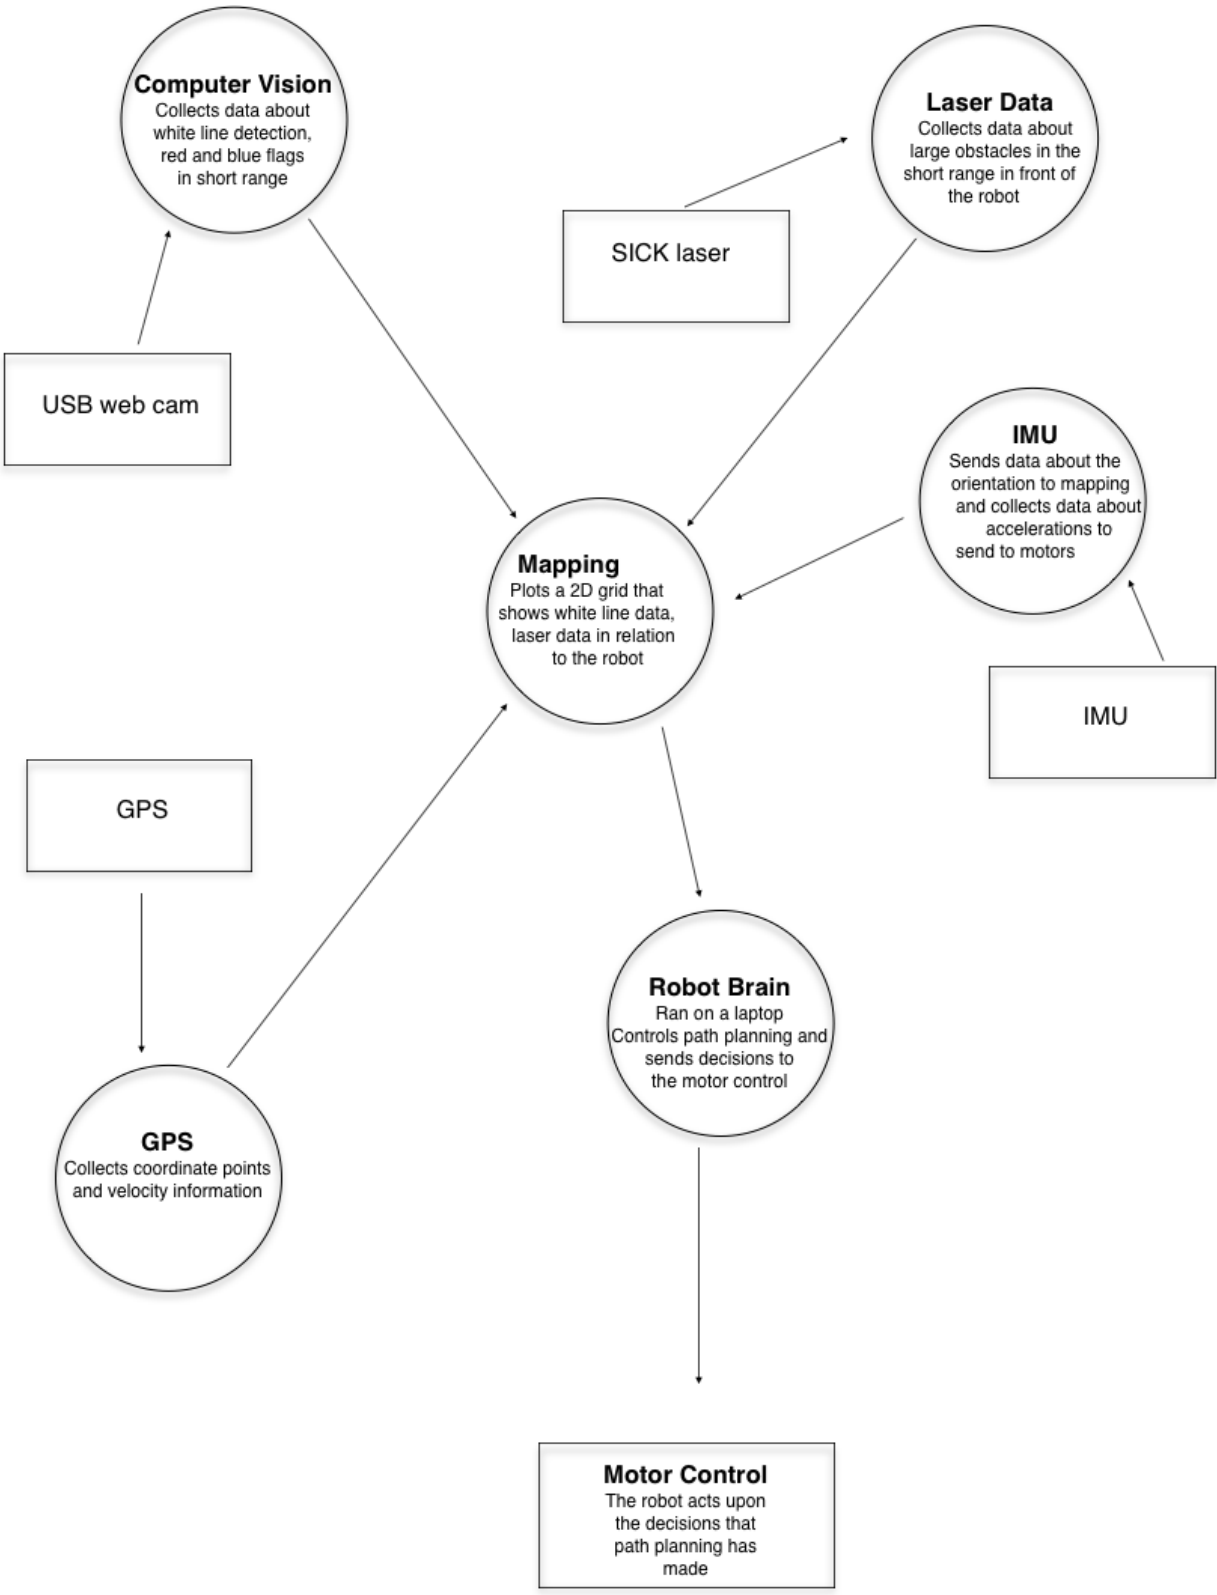 Computer Vision
Collects data about
white line detection,
red and blue flags
in short range
Laser Data
Collects data about
large obstacles in the
short range in front of
the robot
SICK laser
USB web cam
IMU
Sends data about the
orientation to mapping
and collects data about
accelerations to
send to motors
Mapping
Plots a 2D grid that
shows white line data,
laser data in relation
to the robot
IMU
GPS
Robot Brain
Ran on a laptop
Controls path planning and
sends decisions to
the motor control
GPS
Collects coordinate points
and velocity information
Motor Control
The robot acts upon
the decisions that
path planning has
made